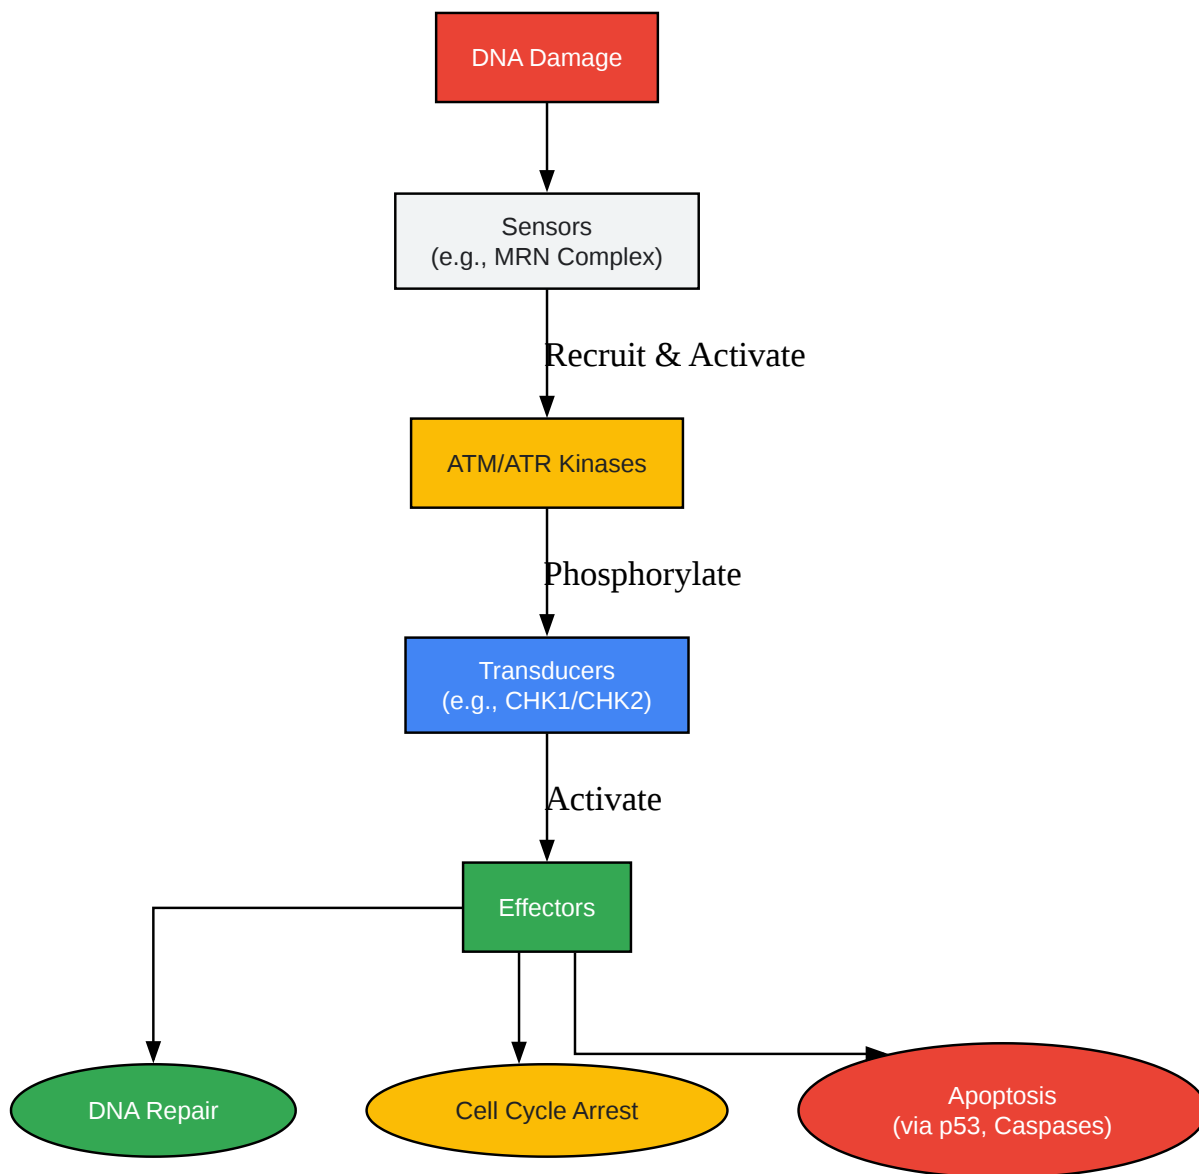 DNA Damage
Sensors
(e.g., MRN Complex)
Recruit & Activate
ATM/ATR Kinases
Phosphorylate
Transducers
(e.g., CHK1/CHK2)
Activate
Effectors
DNA Repair
Cell Cycle Arrest
Apoptosis
(via p53, Caspases)